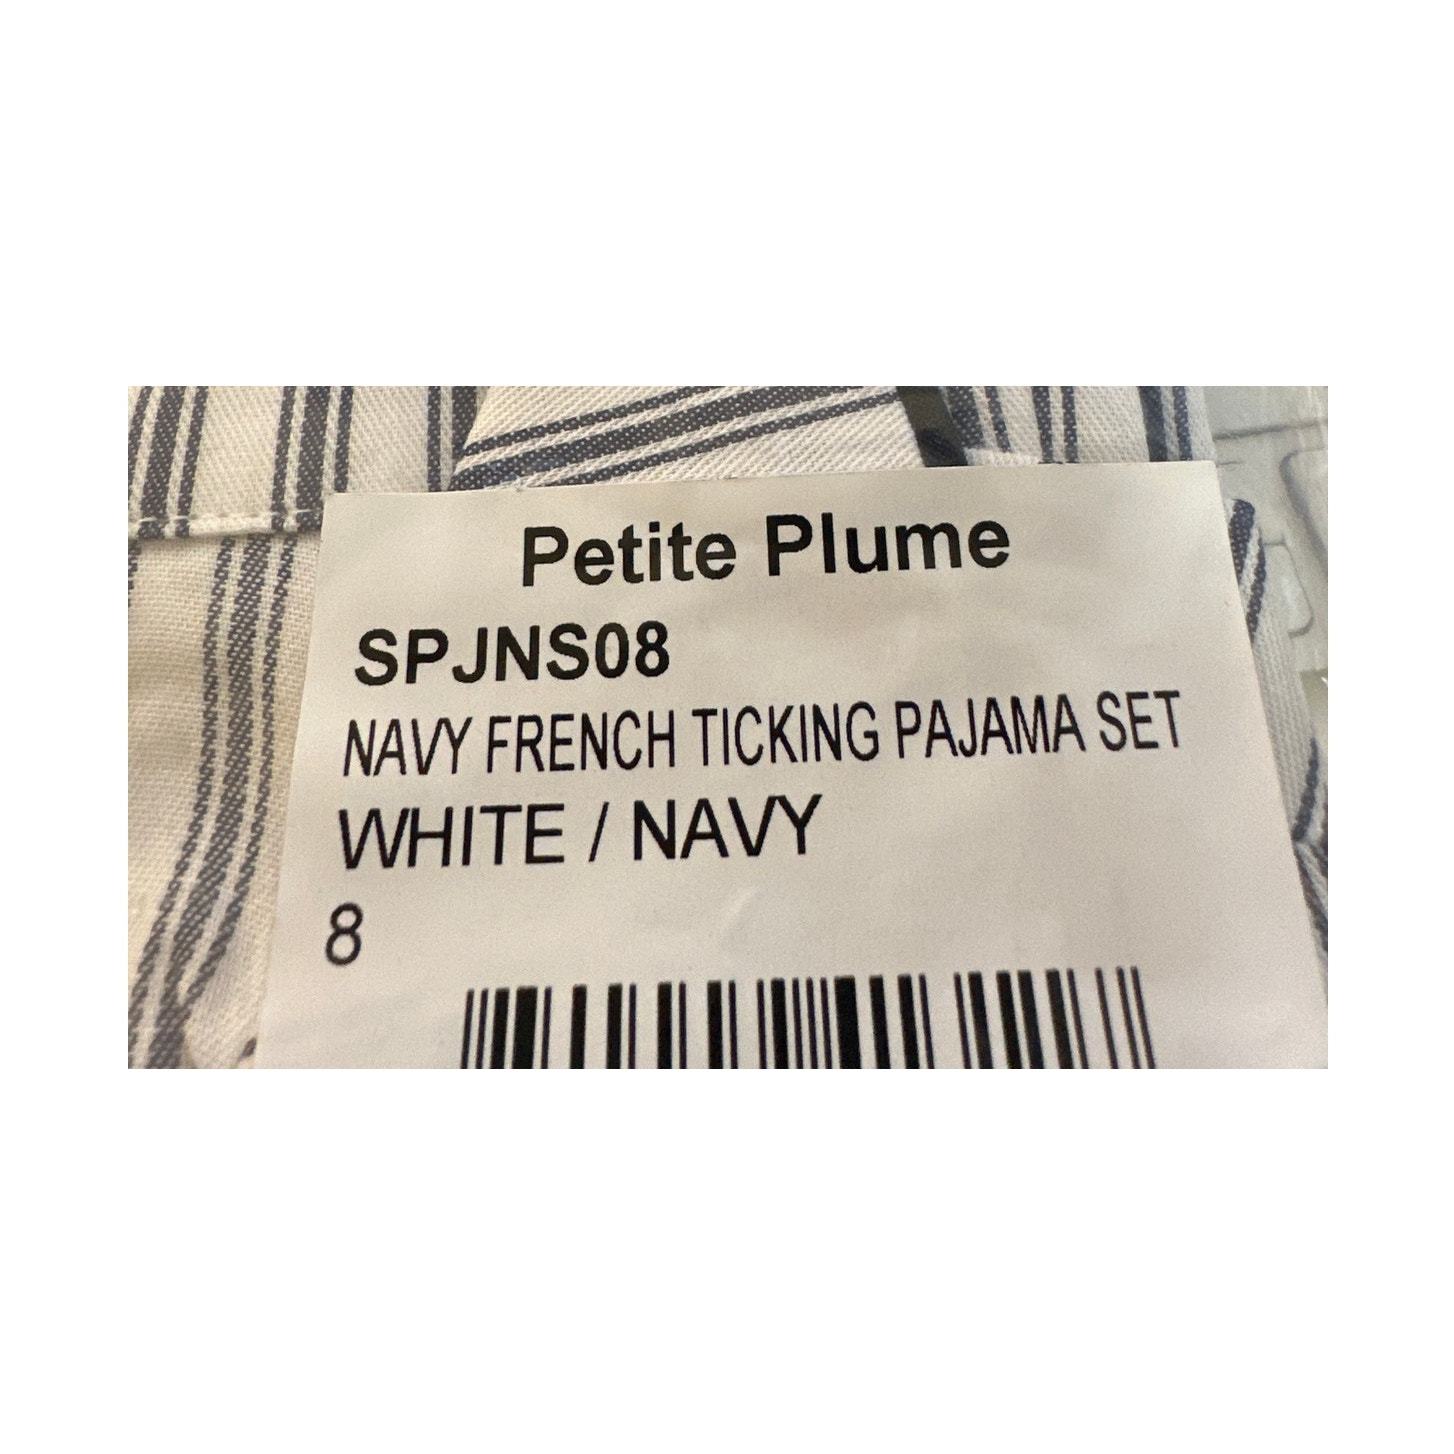 Petite Plume
SPJNS08
NAVY FRENCH TICKING PAJAMA SET
WHITE / NAVY
8